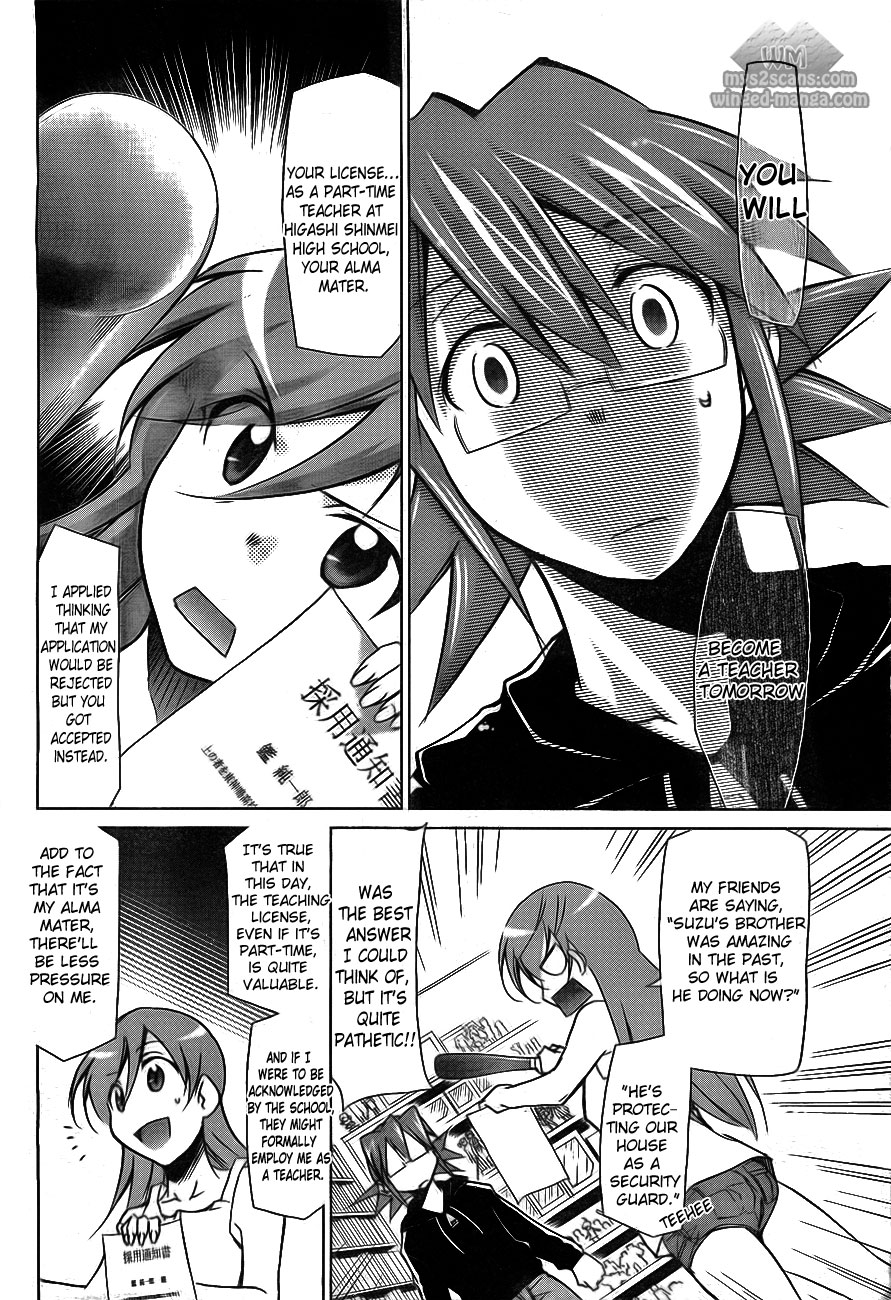 WM
mys2scans.com
winged-manga.com
YOU
WILL
BECOME
A TEACHER
TOMORROW
YOUR LICENSE...
AS A PART-TIME
TEACHER AT
HIGASHI SHINMEI
HIGH SCHOOL,
YOUR ALMA
MATER.
I APPLIED
THINKING
THAT MY
APPLICATION
WOULD BE
REJECTED
BUT YOU
GOT
ACCEPTED
INSTEAD.
採用通知書
鑑 純一郎
MY FRIENDS
ARE SAYING,
"SUZU'S BROTHER
WAS AMAZING
IN THE PAST,
SO WHAT IS
HE DOING NOW?"
"HE'S
PROTEC-
TING OUR
HOUSE
AS A
SECURITY
GUARD."
TEEHEE
WAS
THE BEST
ANSWER
I COULD
THINK OF,
BUT IT'S
QUITE
PATHETIC!!
IT'S TRUE
THAT IN
THIS DAY,
THE TEACHING
LICENSE,
EVEN IF IT'S
PART-TIME,
IS QUITE
VALUABLE.
AND IF I
WERE TO BE
ACKNOWLEDGED
BY THE SCHOOL,
THEY MIGHT
FORMALLY
EMPLOY ME AS
A TEACHER.
ADD TO
THE FACT
THAT IT'S
MY ALMA
MATER,
THERE'LL
BE LESS
PRESSURE
ON ME.
採用通知書